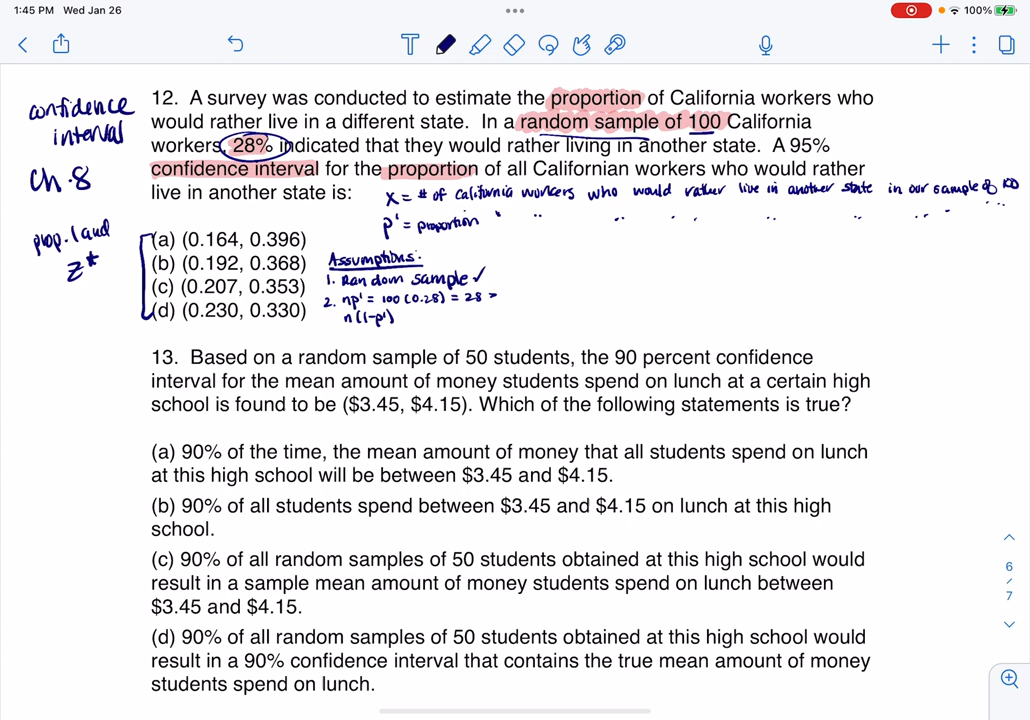 1:45 PM Wed Jan 26
100%
confidence
interval
ch. 8
prop. 1 and
z*
12. A survey was conducted to estimate the proportion of California workers who
would rather live in a different state. In a random sample of 100 California
workers, 28% indicated that they would rather living in another state. A 95%
confidence interval for the proportion of all Californian workers who would rather
live in another state is:
x = # of California workers who would rather live in another state in our sample of 100
p' = proportion " " " " " " " " "
(a) (0.164, 0.396)
(b) (0.192, 0.368)
(c) (0.207, 0.353)
(d) (0.230, 0.330)
Assumptions:
1. Random sample ✓
2. np' = 100 (0.28) = 28 >
n(1-p')
13. Based on a random sample of 50 students, the 90 percent confidence
interval for the mean amount of money students spend on lunch at a certain high
school is found to be ($3.45, $4.15). Which of the following statements is true?
(a) 90% of the time, the mean amount of money that all students spend on lunch
at this high school will be between $3.45 and $4.15.
(b) 90% of all students spend between $3.45 and $4.15 on lunch at this high
school.
(c) 90% of all random samples of 50 students obtained at this high school would
result in a sample mean amount of money students spend on lunch between
$3.45 and $4.15.
(d) 90% of all random samples of 50 students obtained at this high school would
result in a 90% confidence interval that contains the true mean amount of money
students spend on lunch.
6
/
7